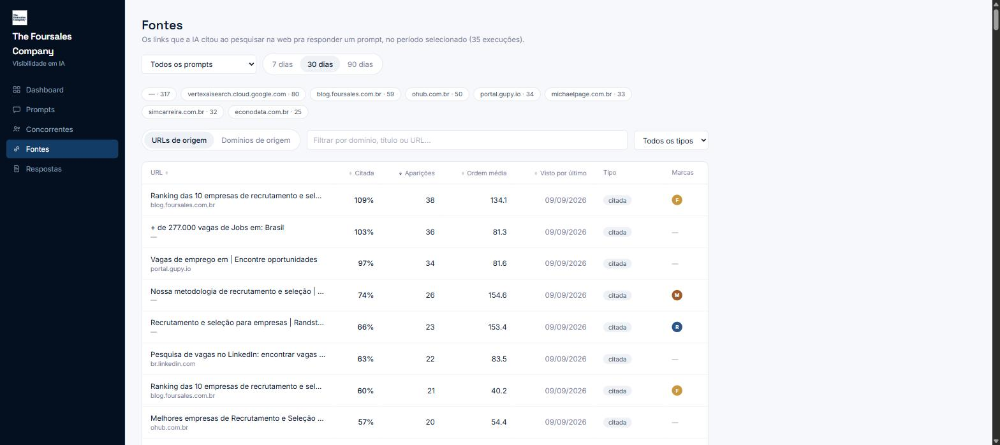 The
Foursales
Company
The Foursales
Company
Visibilidade em IA
Dashboard
Prompts
Concorrentes
Fontes
Respostas
Fontes
Os links que a IA citou ao pesquisar na web pra responder um prompt, no período selecionado (35 execuções).
Todos os prompts 7 dias 30 dias 90 dias
— · 317 vertexaisearch.cloud.google.com · 80 blog.foursales.com.br · 59 ohub.com.br · 50 portal.gupy.io · 34 michaelpage.com.br · 33
simcarreira.com.br · 32 econodata.com.br · 25
URLs de origem Domínios de origem Filtrar por domínio, título ou URL... Todos os tipos
URL Citada Aparições Ordem média Visto por último Tipo Marcas
Ranking das 10 empresas de recrutamento e sel... 109% 38 134.1 09/09/2026 citada F
blog.foursales.com.br
+ de 277.000 vagas de Jobs em: Brasil 103% 36 81.3 09/09/2026 citada —
—
Vagas de emprego em | Encontre oportunidades 97% 34 81.6 09/09/2026 citada —
portal.gupy.io
Nossa metodologia de recrutamento e seleção | ... 74% 26 154.6 09/09/2026 citada M
—
Recrutamento e seleção para empresas | Randst... 66% 23 153.4 09/09/2026 citada R
—
Pesquisa de vagas no LinkedIn: encontrar vagas ... 63% 22 83.5 09/09/2026 citada —
br.linkedin.com
Ranking das 10 empresas de recrutamento e sel... 60% 21 40.2 09/09/2026 citada F
blog.foursales.com.br
Melhores empresas de Recrutamento e Seleção ... 57% 20 54.4 09/09/2026 citada —
ohub.com.br